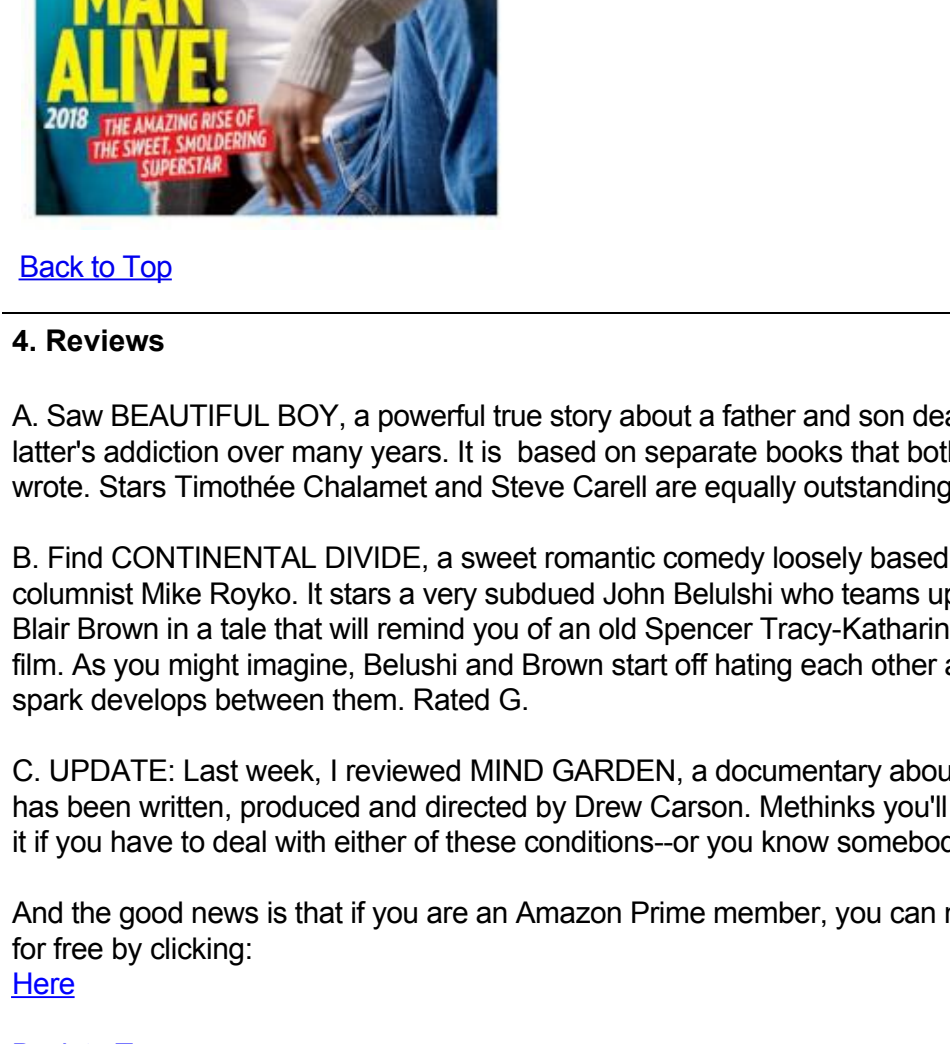 MAN
ALIVE!
2018 THE AMAZING RISE OF
THE SWEET, SMOLDERING
SUPERSTAR
Back to Top
4. Reviews
A. Saw BEAUTIFUL BOY, a powerful true story about a father and son dea
latter's addiction over many years. It is  based on separate books that both
wrote. Stars Timothée Chalamet and Steve Carell are equally outstanding
B. Find CONTINENTAL DIVIDE, a sweet romantic comedy loosely based
columnist Mike Royko. It stars a very subdued John Belulshi who teams up
Blair Brown in a tale that will remind you of an old Spencer Tracy-Katharin
film. As you might imagine, Belushi and Brown start off hating each other a
spark develops between them. Rated G.
C. UPDATE: Last week, I reviewed MIND GARDEN, a documentary abou
has been written, produced and directed by Drew Carson. Methinks you'll
it if you have to deal with either of these conditions--or you know somebod
And the good news is that if you are an Amazon Prime member, you can
for free by clicking:
Here